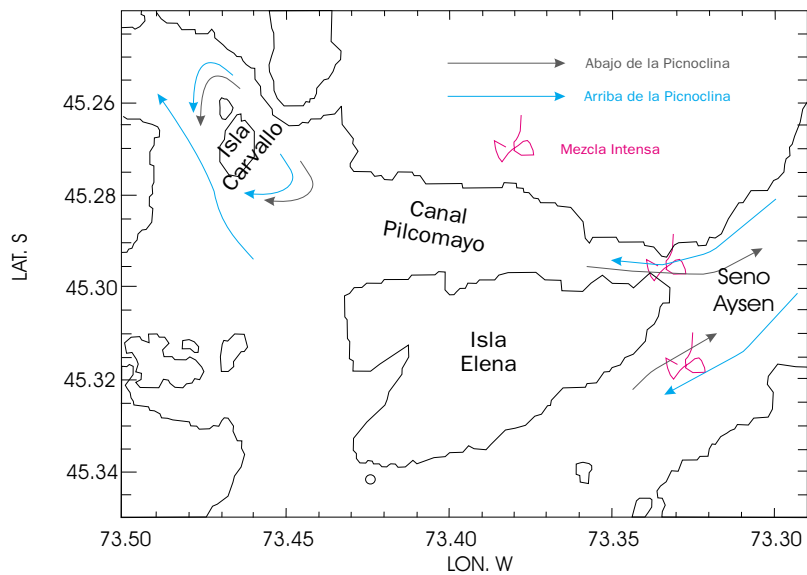 Abajo de la Picnoclina
Arriba de la Picnoclina
Mezcla Intensa
Isla
Carvallo
Canal
Pilcomayo
Seno
Aysen
Isla
Elena
LAT. S
45.26
45.28
45.30
45.32
45.34
73.50
73.45
73.40
73.35
73.30
LON. W